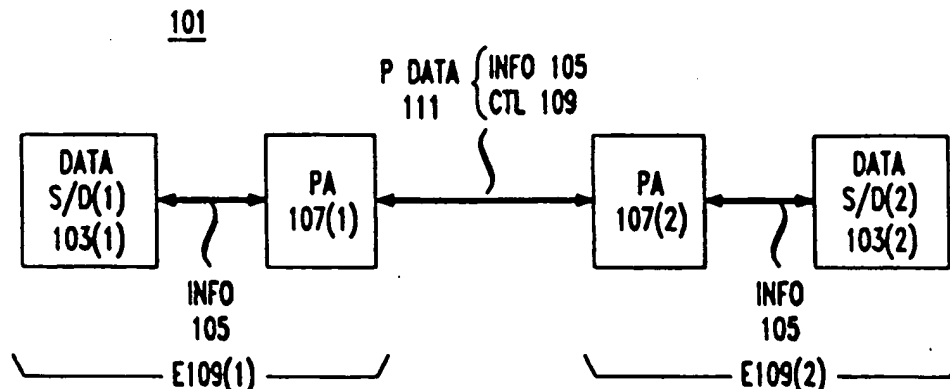 101
P DATA
111
INFO 105
CTL 109
DATA
S/D(1)
103(1)
PA
107(1)
PA
107(2)
DATA
S/D(2)
103(2)
INFO
105
INFO
105
E109(1)
E109(2)